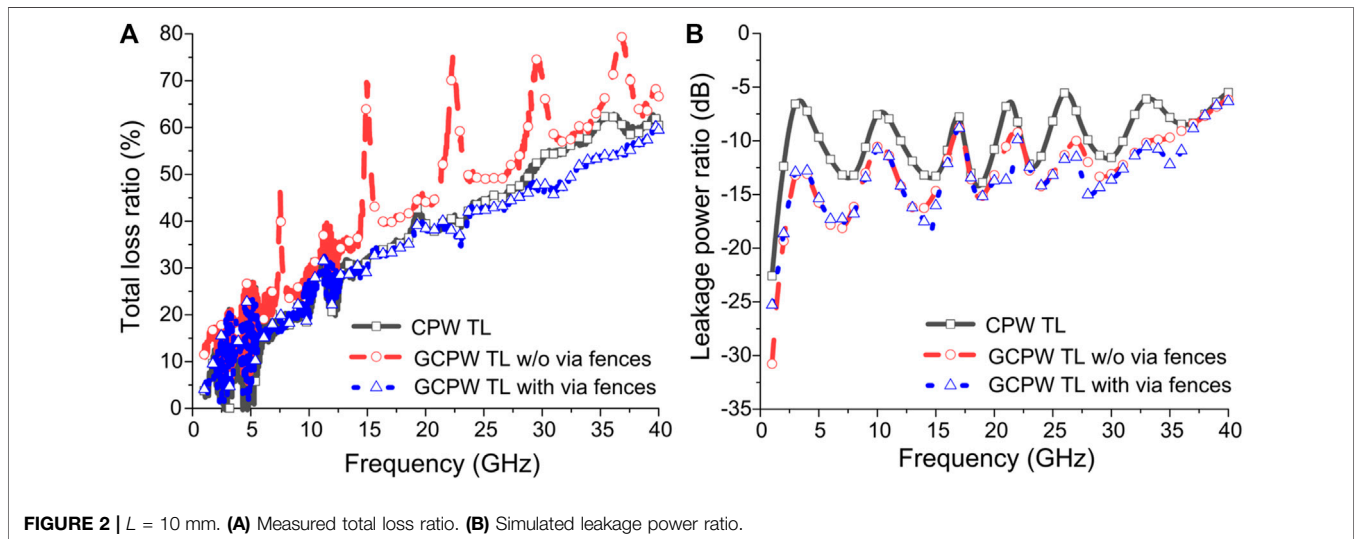 A
80
70
60
50
40
30
20
10
0
Total loss ratio (%)
CPW TL
GCPW TL w/o via fences
GCPW TL with via fences
0 5 10 15 20 25 30 35 40
Frequency (GHz)
B
0
-5
-10
-15
-20
-25
-30
-35
Leakage power ratio (dB)
CPW TL
GCPW TL w/o via fences
GCPW TL with via fences
0 5 10 15 20 25 30 35 40
Frequency (GHz)
FIGURE 2 | L = 10 mm. (A) Measured total loss ratio. (B) Simulated leakage power ratio.